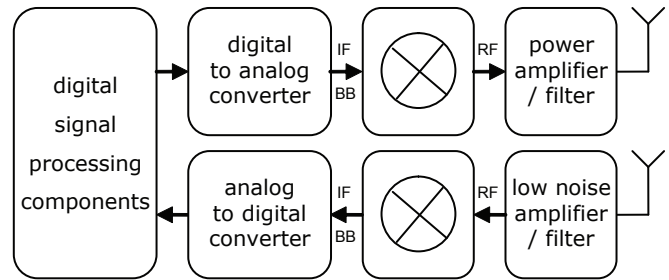 digital
signal
processing
components
digital
to analog
converter
IF
BB
RF
power
amplifier
/ filter
analog
to digital
converter
IF
BB
RF
low noise
amplifier
/ filter